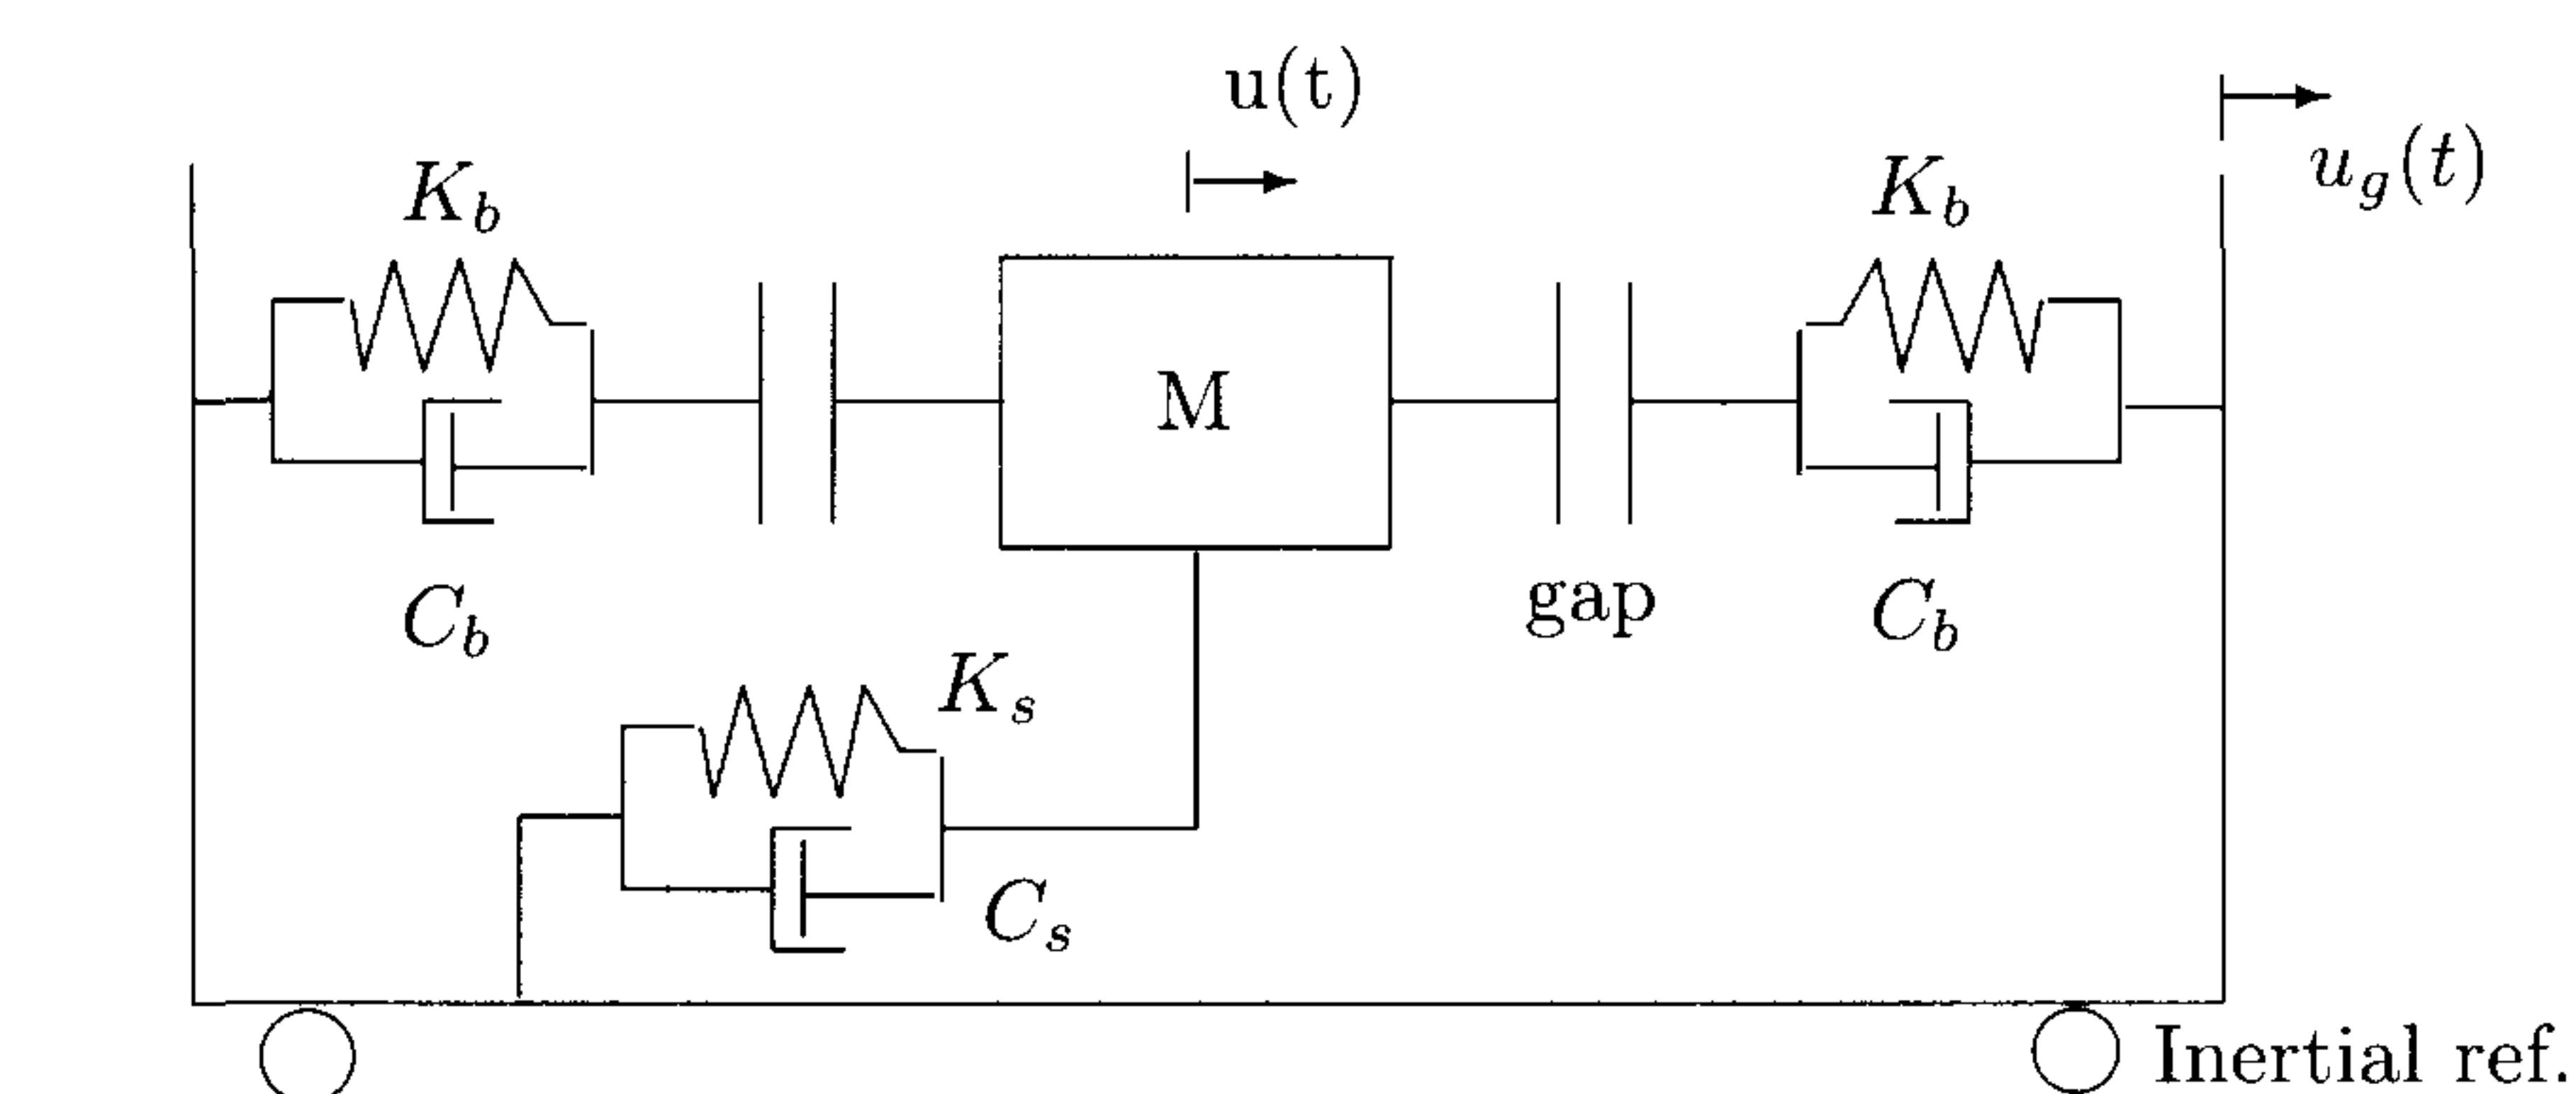 u(t)
u_g(t)
K_b
K_b
M
gap
C_b
C_b
K_s
C_s
Inertial ref.